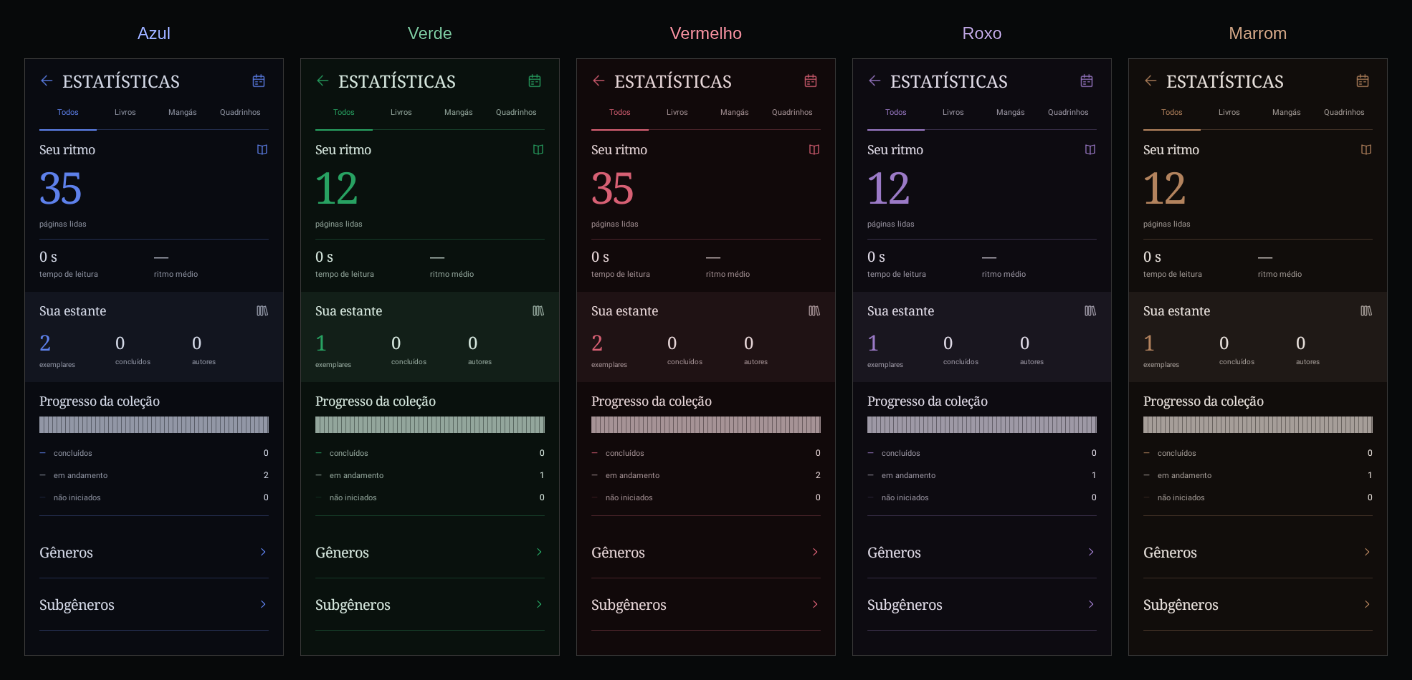 Azul
ESTATÍSTICAS
Todos Livros Mangás Quadrinhos
Seu ritmo
35
páginas lidas
0 s —
tempo de leitura ritmo médio
Sua estante
2 0 0
exemplares concluídos autores
Progresso da coleção
concluídos 0
em andamento 2
não iniciados 0
Gêneros
Subgêneros
Verde
ESTATÍSTICAS
Todos Livros Mangás Quadrinhos
Seu ritmo
12
páginas lidas
0 s —
tempo de leitura ritmo médio
Sua estante
1 0 0
exemplares concluídos autores
Progresso da coleção
concluídos 0
em andamento 1
não iniciados 0
Gêneros
Subgêneros
Vermelho
ESTATÍSTICAS
Todos Livros Mangás Quadrinhos
Seu ritmo
35
páginas lidas
0 s —
tempo de leitura ritmo médio
Sua estante
2 0 0
exemplares concluídos autores
Progresso da coleção
concluídos 0
em andamento 2
não iniciados 0
Gêneros
Subgêneros
Roxo
ESTATÍSTICAS
Todos Livros Mangás Quadrinhos
Seu ritmo
12
páginas lidas
0 s —
tempo de leitura ritmo médio
Sua estante
1 0 0
exemplares concluídos autores
Progresso da coleção
concluídos 0
em andamento 1
não iniciados 0
Gêneros
Subgêneros
Marrom
ESTATÍSTICAS
Todos Livros Mangás Quadrinhos
Seu ritmo
12
páginas lidas
0 s —
tempo de leitura ritmo médio
Sua estante
1 0 0
exemplares concluídos autores
Progresso da coleção
concluídos 0
em andamento 1
não iniciados 0
Gêneros
Subgêneros